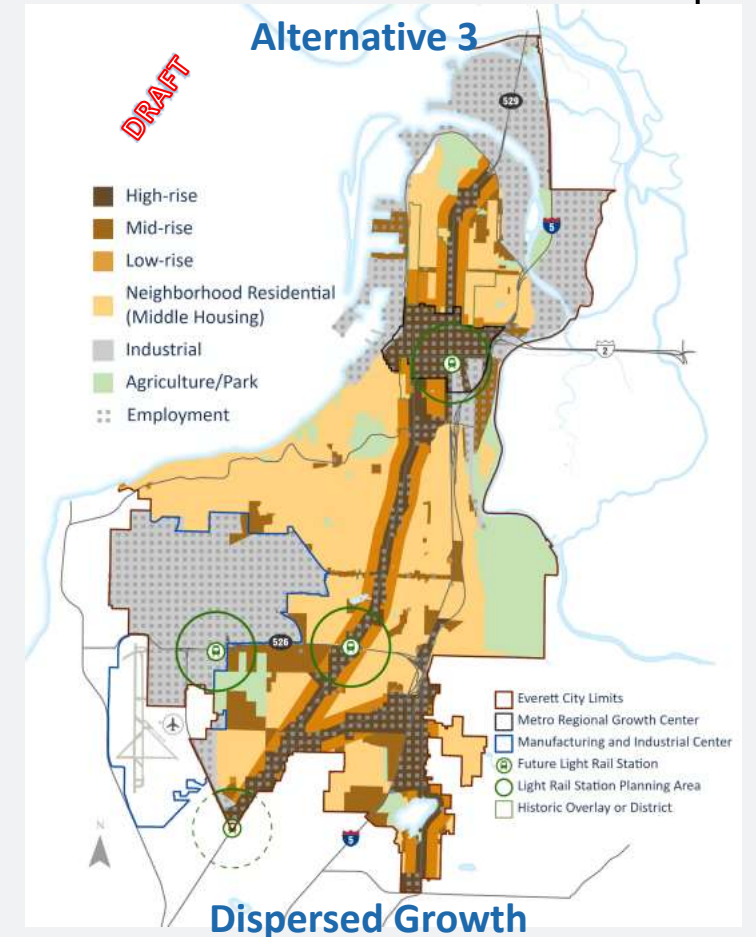 Alternative 3
DRAFT
529
High-rise
Mid-rise
Low-rise
Neighborhood Residential
(Middle Housing)
Industrial
Agriculture/Park
Employment
5
2
526
Everett City Limits
Metro Regional Growth Center
Manufacturing and Industrial Center
Future Light Rail Station
Light Rail Station Planning Area
Historic Overlay or District
N
5
Dispersed Growth